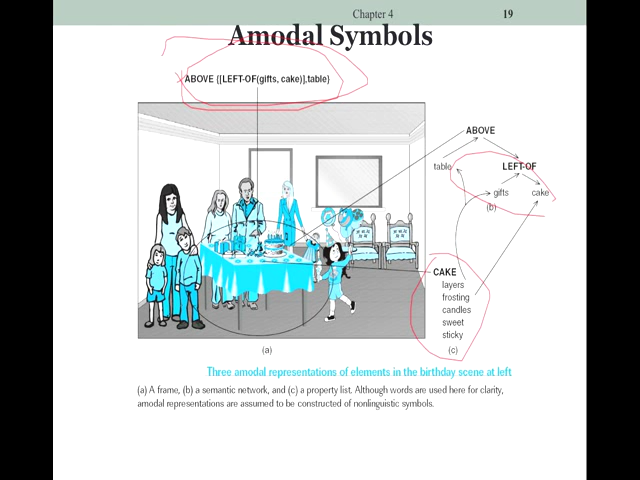 Chapter 4
19
Amodal Symbols
ABOVE {[LEFT-OF(gifts, cake)].table}
ABOVE
table
LEFT-OF
gifts
cake
(b)
CAKE
layers
frosting
candles
sweet
sticky
(a)
(c)
Three amodal representations of elements in the birthday scene at left
(a) A frame, (b) a semantic network, and (c) a property list. Although words are used here for clarity,
amodal representations are assumed to be constructed of nonlinguistic symbols.